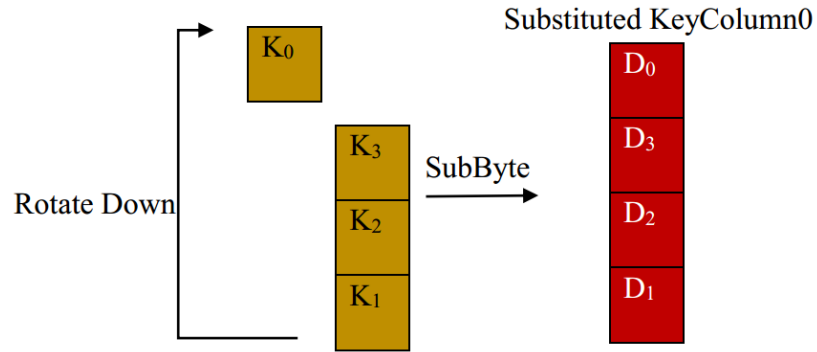 Substituted KeyColumn0
K₀
D₀
K₃
D₃
SubByte
Rotate Down
K₂
D₂
K₁
D₁